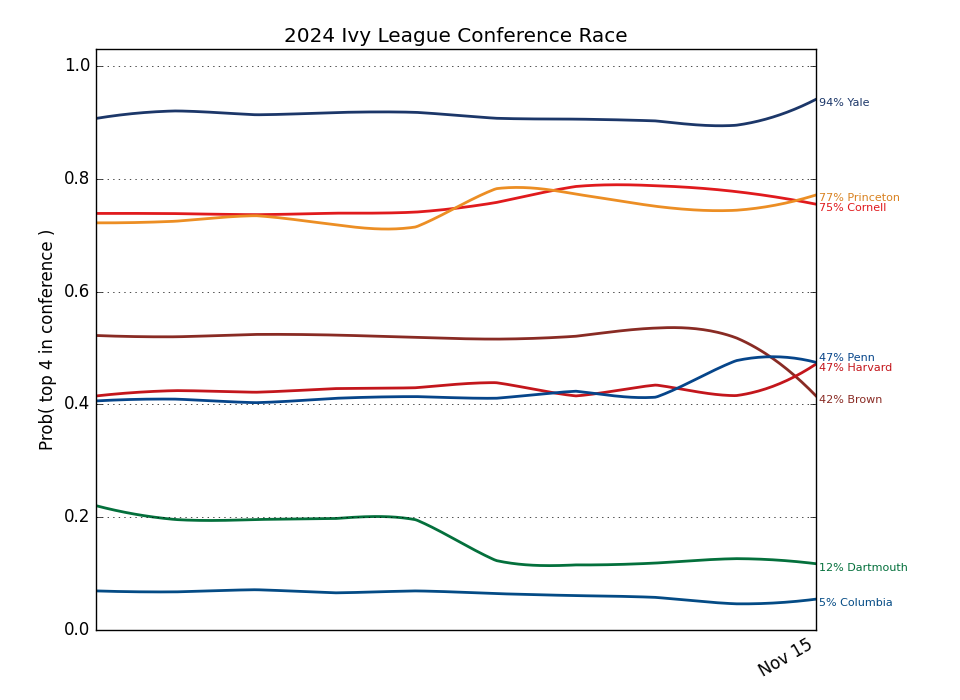 2024 Ivy League Conference Race
Prob( top 4 in conference )
1.0
0.8
0.6
0.4
0.2
0.0
94% Yale
77% Princeton
75% Cornell
47% Penn
47% Harvard
42% Brown
12% Dartmouth
5% Columbia
Nov 15